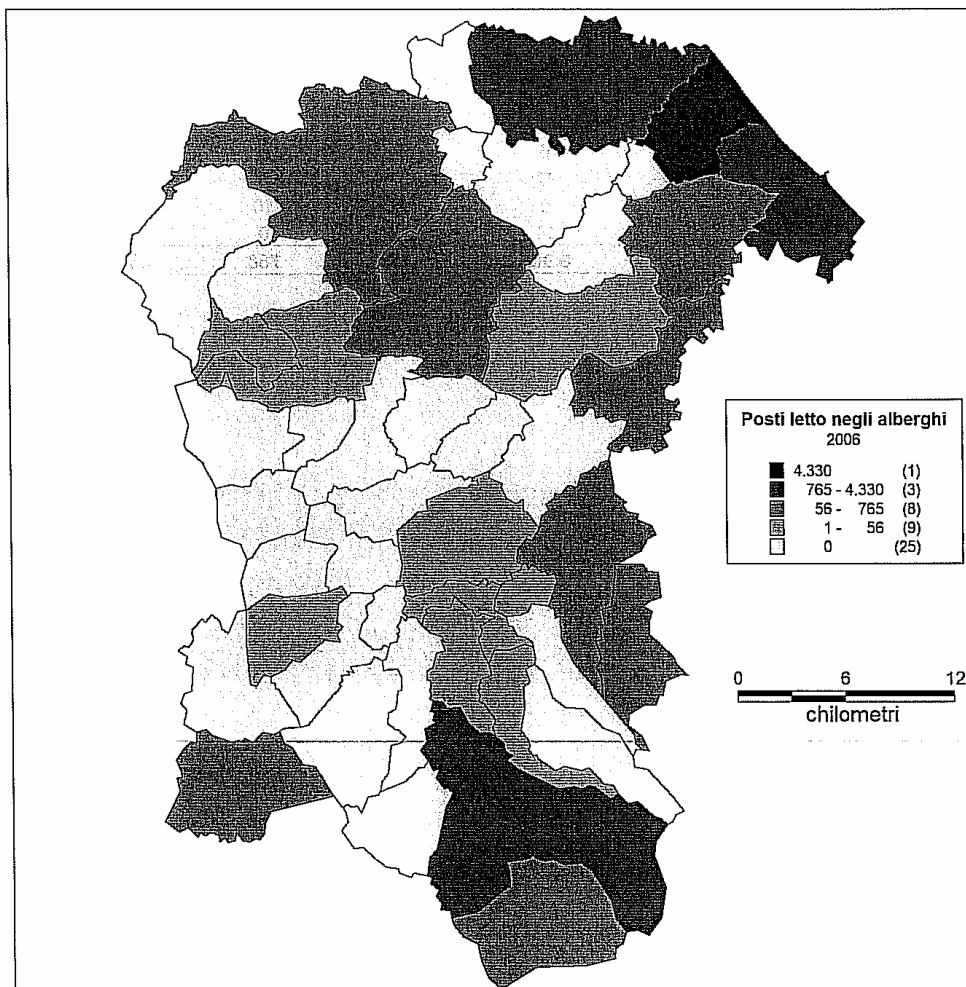 Posti letto negli alberghi
2006
4.330 (1)
765 - 4.330 (3)
56 - 765 (8)
1 - 56 (9)
0 (25)
0 6 12
chilometri